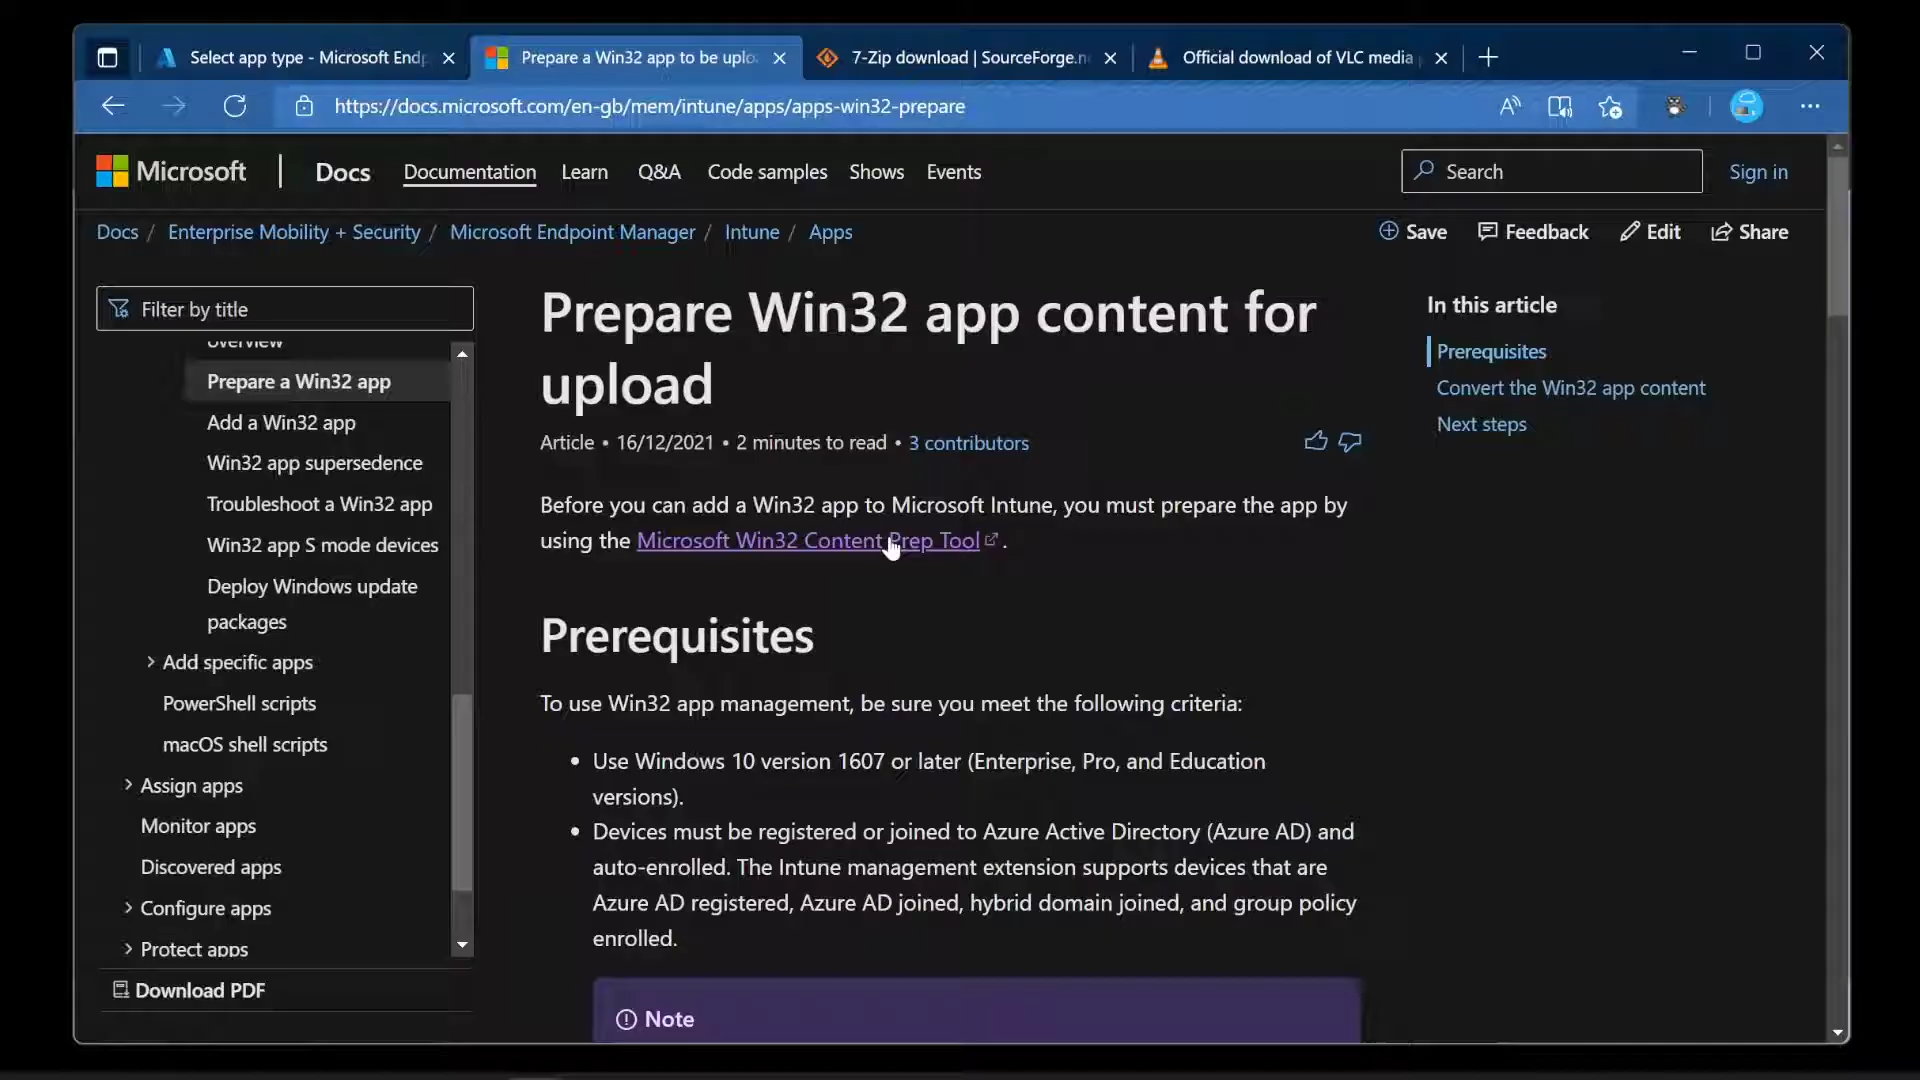 Select app type - Microsoft Endp
Prepare a Win32 app to be uplo
7-Zip download | SourceForge.n
Official download of VLC media
https://docs.microsoft.com/en-gb/mem/intune/apps/apps-win32-prepare
Microsoft | Docs Documentation Learn Q&A Code samples Shows Events
Search
Sign in
Docs / Enterprise Mobility + Security / Microsoft Endpoint Manager / Intune / Apps
Save Feedback Edit Share
Filter by title
overview
Prepare a Win32 app
Add a Win32 app
Win32 app supersedence
Troubleshoot a Win32 app
Win32 app S mode devices
Deploy Windows update
packages
Add specific apps
PowerShell scripts
macOS shell scripts
Assign apps
Monitor apps
Discovered apps
Configure apps
Protect apps
Download PDF
Prepare Win32 app content for
upload
Article • 16/12/2021 • 2 minutes to read • 3 contributors
Before you can add a Win32 app to Microsoft Intune, you must prepare the app by
using the Microsoft Win32 Content Prep Tool .
Prerequisites
To use Win32 app management, be sure you meet the following criteria:
• Use Windows 10 version 1607 or later (Enterprise, Pro, and Education
versions).
• Devices must be registered or joined to Azure Active Directory (Azure AD) and
auto-enrolled. The Intune management extension supports devices that are
Azure AD registered, Azure AD joined, hybrid domain joined, and group policy
enrolled.
Note
In this article
Prerequisites
Convert the Win32 app content
Next steps